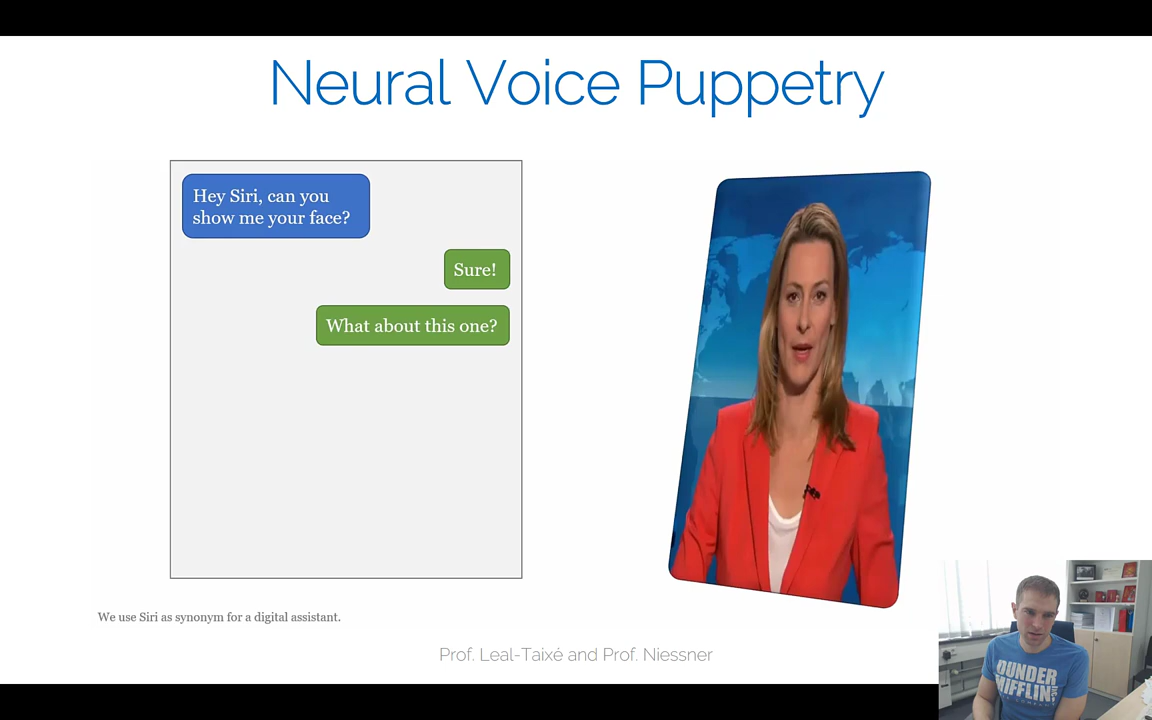 Neural Voice Puppetry
Hey Siri, can you
show me your face?
Sure!
What about this one?
We use Siri as synonym for a digital assistant.
Prof. Leal-Taixé and Prof. Niessner
DUNDER
MIFFLIN